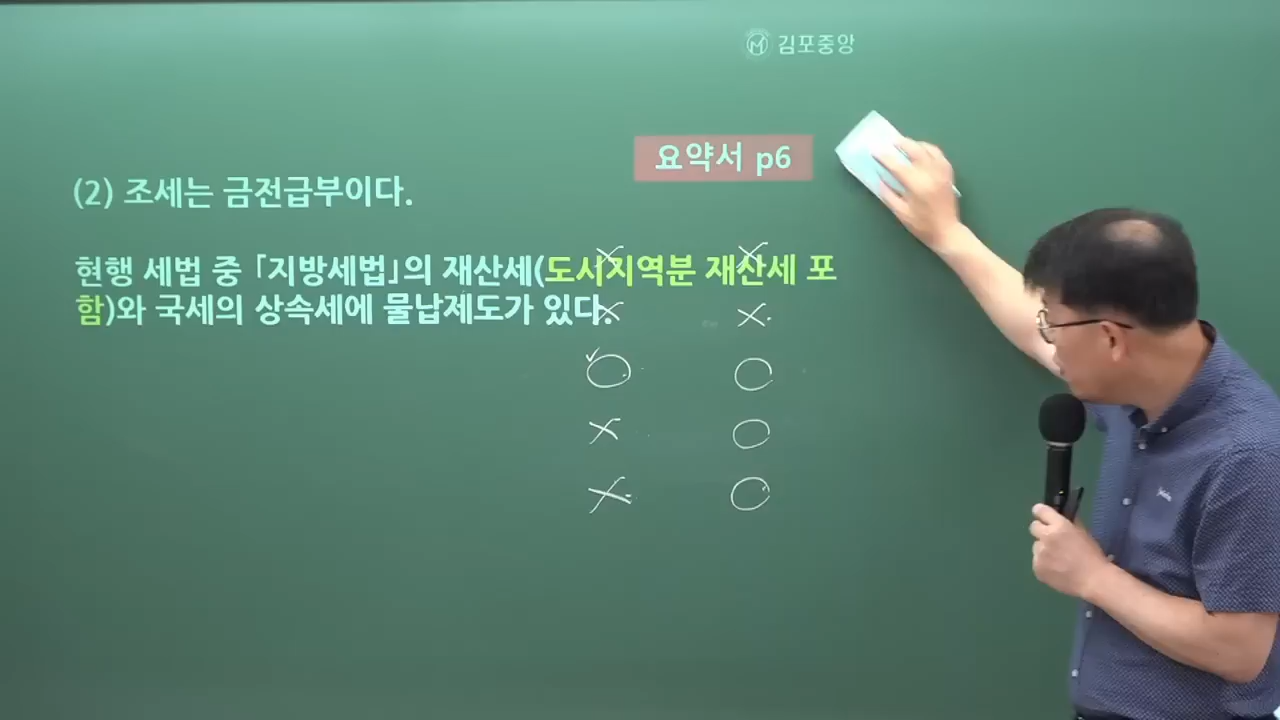 김포중앙
요약서 p6
(2) 조세는 금전급부이다.
현행 세법 중 「지방세법」의 재산세(도시지역분 재산세 포
함)와 국세의 상속세에 물납제도가 있다.
× ×
× ×
✓○ ○
× ○
× ○